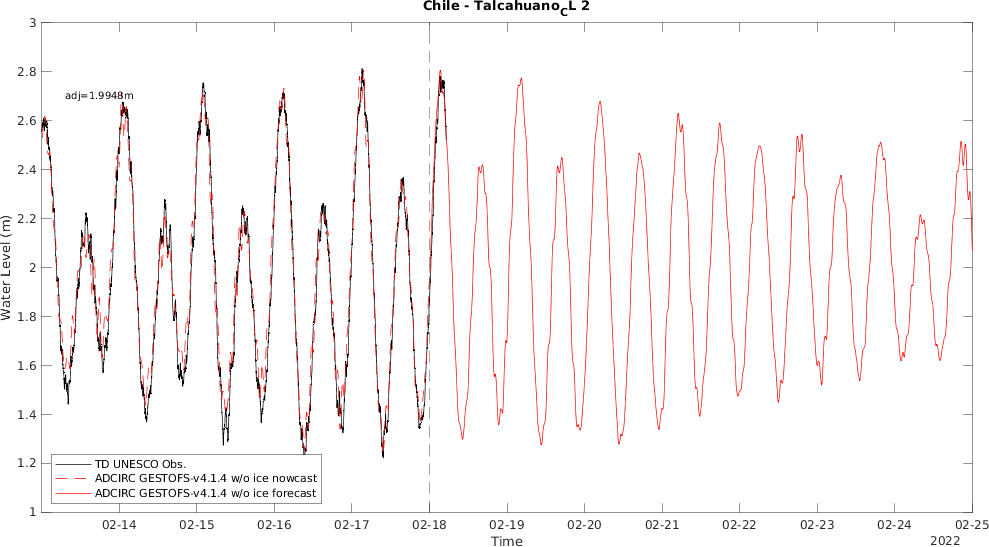 Chile - Talcahuano_CL 2
adj=1.9948m
Water Level (m)
3
2.8
2.6
2.4
2.2
2
1.8
1.6
1.4
1.2
1
TD UNESCO Obs.
ADCIRC GESTOFS-v4.1.4 w/o ice nowcast
ADCIRC GESTOFS-v4.1.4 w/o ice forecast
02-14 02-15 02-16 02-17 02-18 02-19 02-20 02-21 02-22 02-23 02-24 02-25
Time
2022